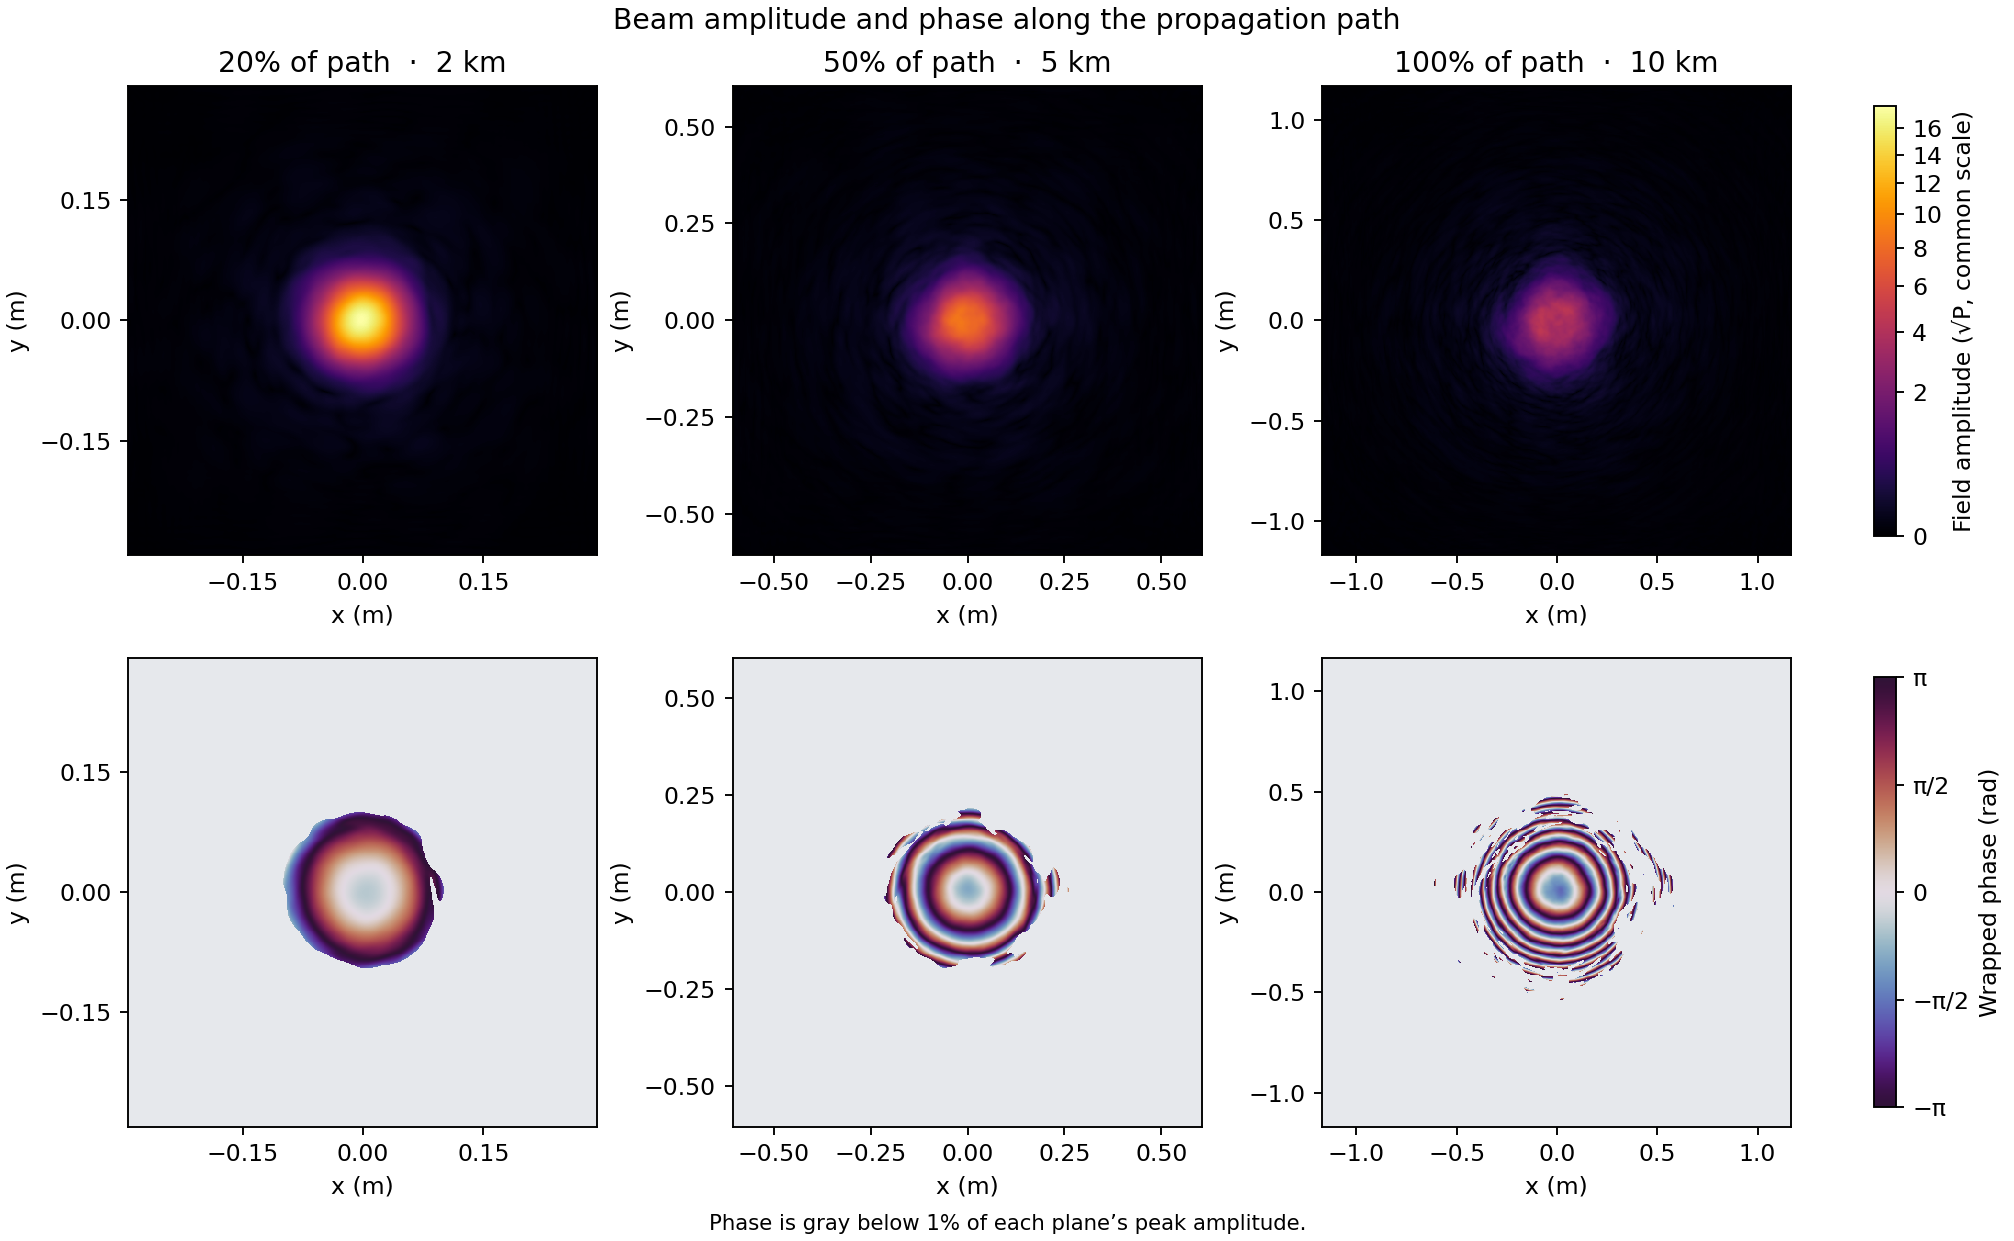 Beam amplitude and phase along the propagation path
20% of path · 2 km
50% of path · 5 km
100% of path · 10 km
y (m)
0.15
0.00
−0.15
−0.15 0.00 0.15
x (m)
y (m)
0.50
0.25
0.00
−0.25
−0.50
−0.50 −0.25 0.00 0.25 0.50
x (m)
y (m)
1.0
0.5
0.0
−0.5
−1.0
−1.0 −0.5 0.0 0.5 1.0
x (m)
16
14
12
10
8
6
4
2
0
Field amplitude (√P, common scale)
y (m)
0.15
0.00
−0.15
−0.15 0.00 0.15
x (m)
y (m)
0.50
0.25
0.00
−0.25
−0.50
−0.50 −0.25 0.00 0.25 0.50
x (m)
y (m)
1.0
0.5
0.0
−0.5
−1.0
−1.0 −0.5 0.0 0.5 1.0
x (m)
π
π/2
0
−π/2
−π
Wrapped phase (rad)
Phase is gray below 1% of each plane’s peak amplitude.